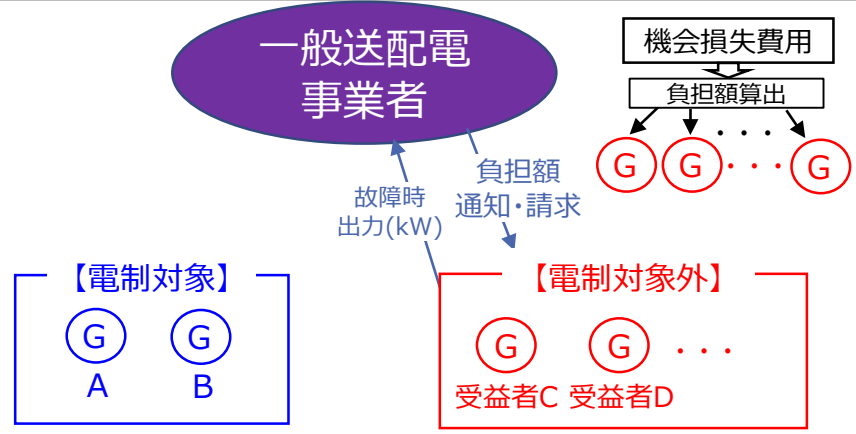 一般送配電
事業者
機会損失費用
負担額算出
・・・
G G ・・・ G
負担額
通知・請求
故障時
出力(kW)
【電制対象】
G G
A B
【電制対象外】
G G ・・・
受益者C 受益者D